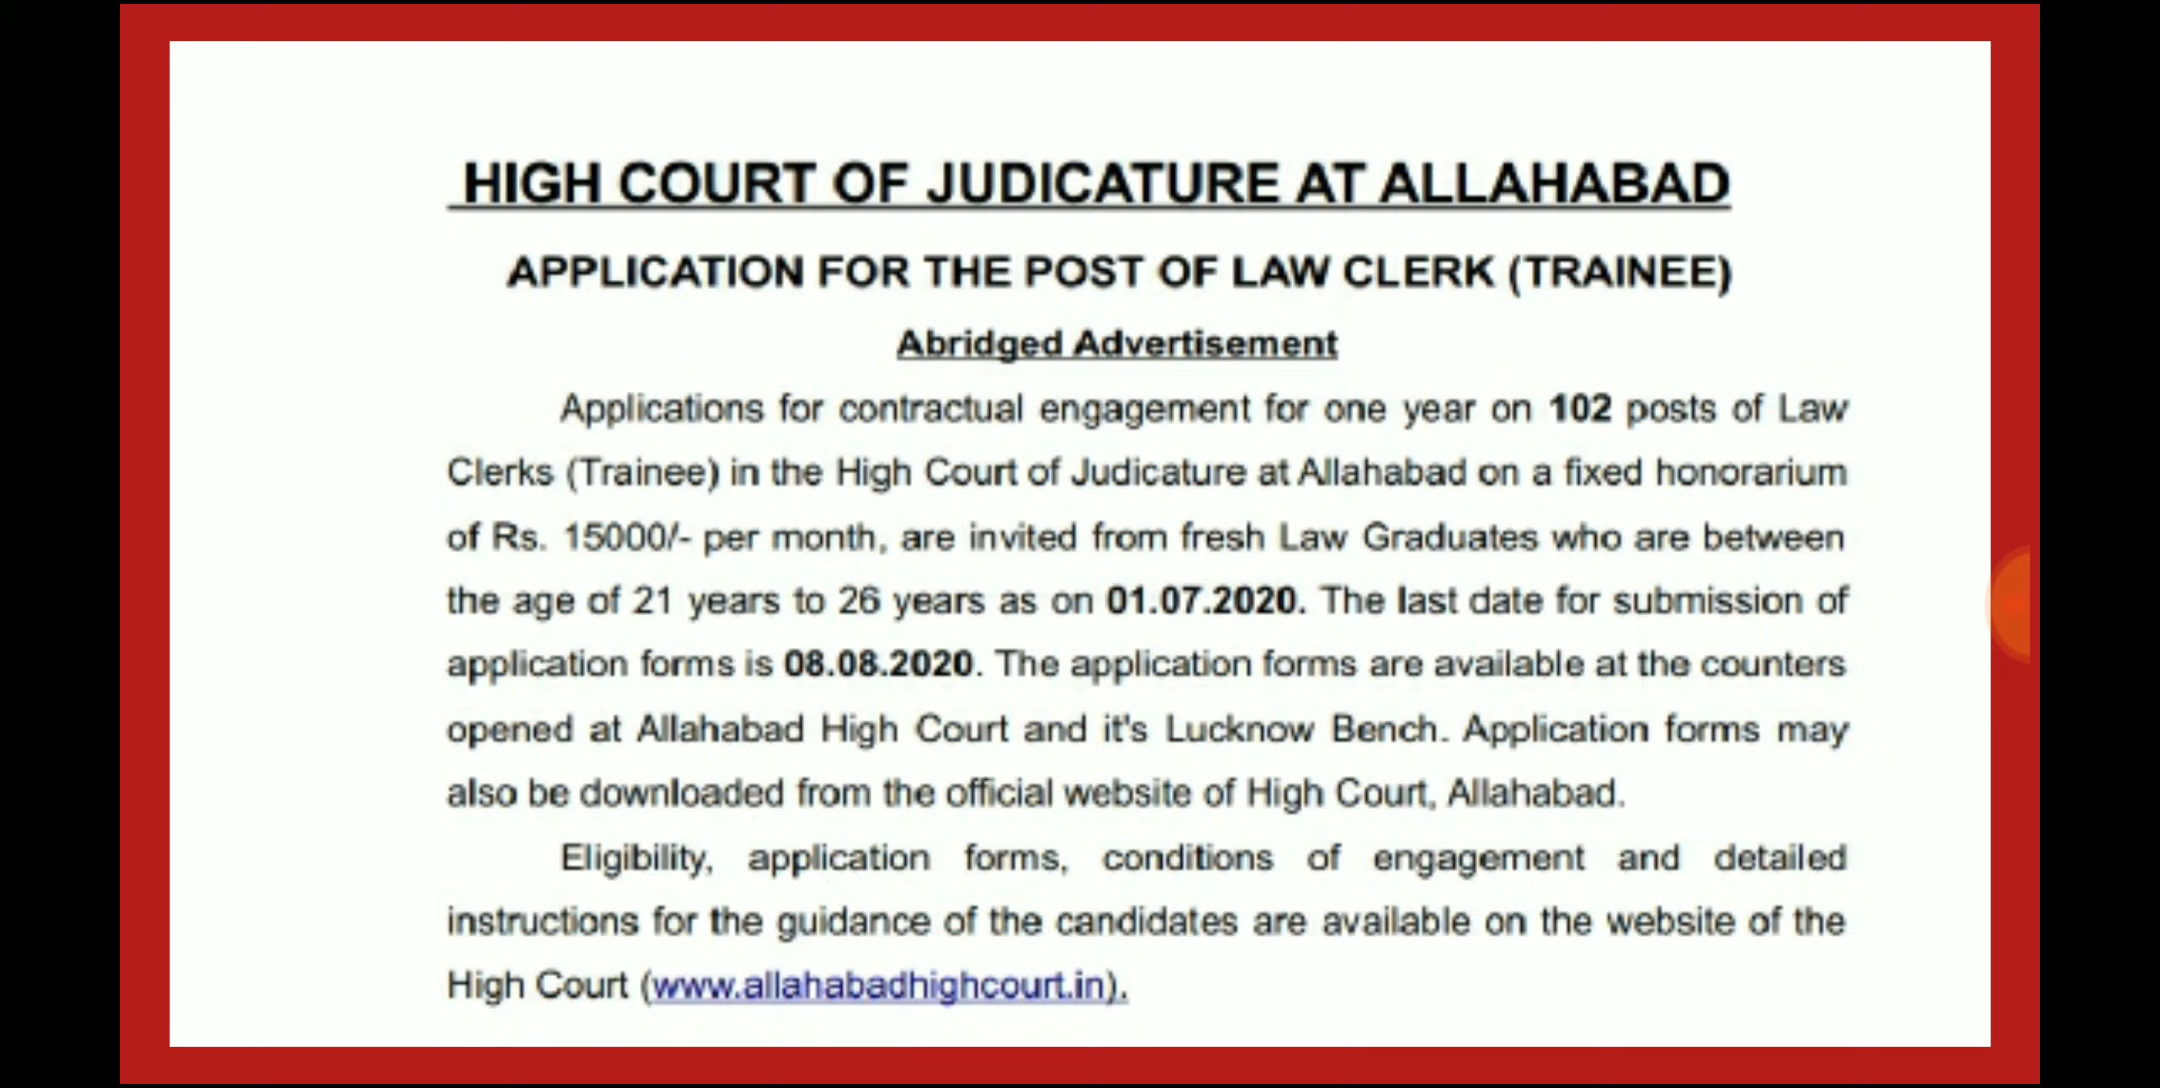 HIGH COURT OF JUDICATURE AT ALLAHABAD
APPLICATION FOR THE POST OF LAW CLERK (TRAINEE)
Abridged Advertisement
Applications for contractual engagement for one year on 102 posts of Law
Clerks (Trainee) in the High Court of Judicature at Allahabad on a fixed honorarium
of Rs. 15000/- per month, are invited from fresh Law Graduates who are between
the age of 21 years to 26 years as on 01.07.2020. The last date for submission of
application forms is 08.08.2020. The application forms are available at the counters
opened at Allahabad High Court and it's Lucknow Bench. Application forms may
also be downloaded from the official website of High Court, Allahabad.
Eligibility, application forms, conditions of engagement and detailed
instructions for the guidance of the candidates are available on the website of the
High Court (www.allahabadhighcourt.in).